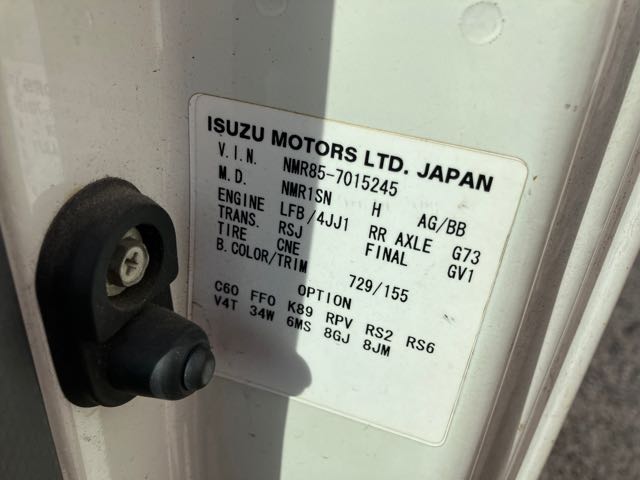 ISUZU MOTORS LTD. JAPAN
V.I.N. NMR85-7015245
M.D. NMR1SN H AG/BB
ENGINE LFB/4JJ1 RR AXLE G73
TRANS. RSJ FINAL GV1
TIRE CNE
B.COLOR/TRIM 729/155
OPTION
C60 FF0 K89 RPV RS2 RS6
V4T 34W 6MS 8GJ 8JM